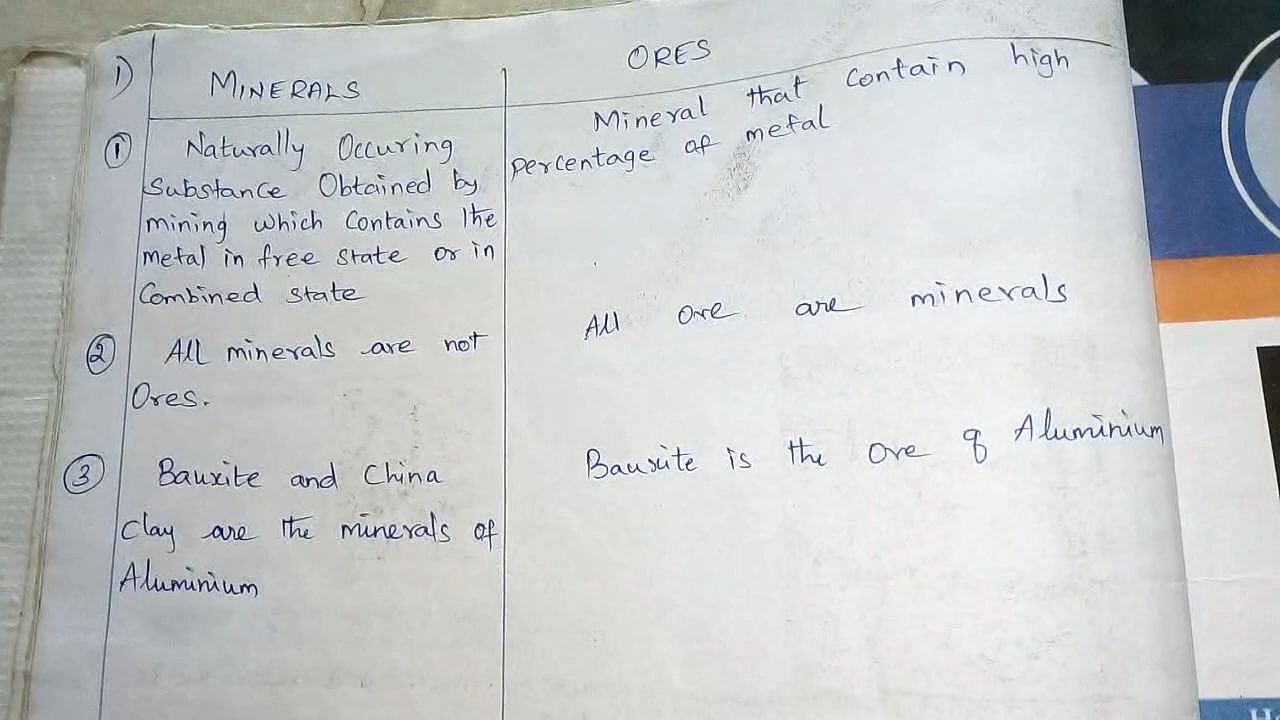 1)
MINERALS
ORES
① Naturally Occuring
Substance Obtained by
mining which Contains the
metal in free state or in
Combined state
Mineral that contain high
percentage of metal
② All minerals are not
Ores.
All ore are minerals
③ Bauxite and China
Clay are the minerals of
Aluminium
Bauxite is the ore of Aluminium